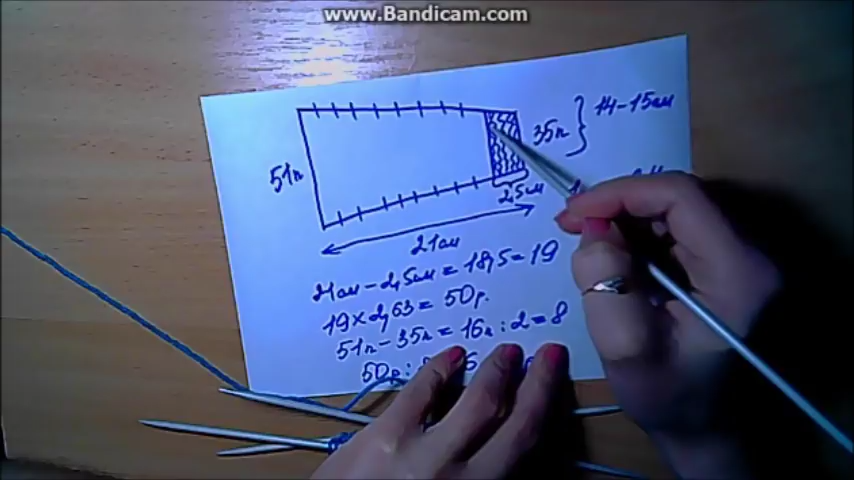 www.Bandicam.com
14-15см
35п
51п
2,5см
21см
21см-2,5см=18,5=19
19×2,63=50р.
51п-35п=16п:2=8
50р: